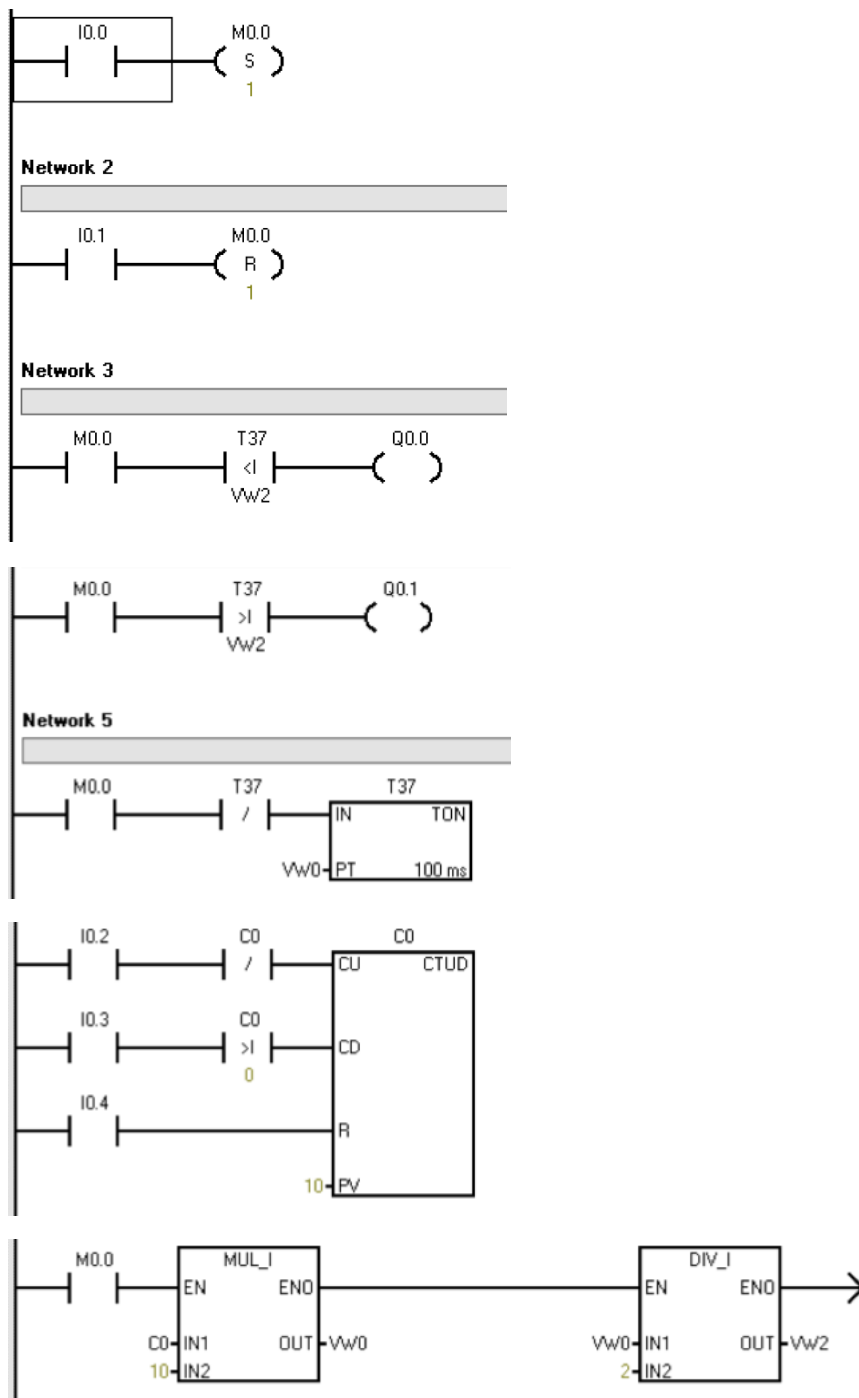 I0.0 M0.0
S
1
Network 2
I0.1 M0.0
R
1
Network 3
M0.0 T37 Q0.0
<I
VW2
M0.0 T37 Q0.1
>I
VW2
Network 5
M0.0 T37 T37
/ IN TON
VW0 PT 100 ms
I0.2 C0 C0
/ CU CTUD
I0.3 C0
>I CD
0
I0.4
R
10 PV
M0.0 MUL_I DIV_I
EN ENO EN ENO
C0 IN1 OUT VW0 VW0 IN1 OUT VW2
10 IN2 2 IN2